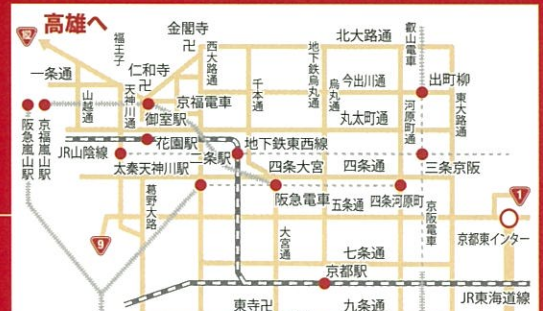 162
高雄へ
金閣寺
卍
福王子
仁和寺
卍
西大路通
千本通
地下鉄烏丸通
烏丸通
北大路通
叡山電車
今出川通
出町柳
一条通
山越
天神川通
京福電車
御室駅
丸太町通
河原町通
東大路通
花園駅
地下鉄東西線
JR山陰線
二条駅
太秦天神川駅
四条大宮
四条通
三条京阪
阪急嵐山駅
京福嵐山駅
葛野大路
阪急電車
五条通
四条河原町
京阪電車
1
京都東インター
9
大宮通
七条通
京都駅
JR東海道線
東寺卍
九条通